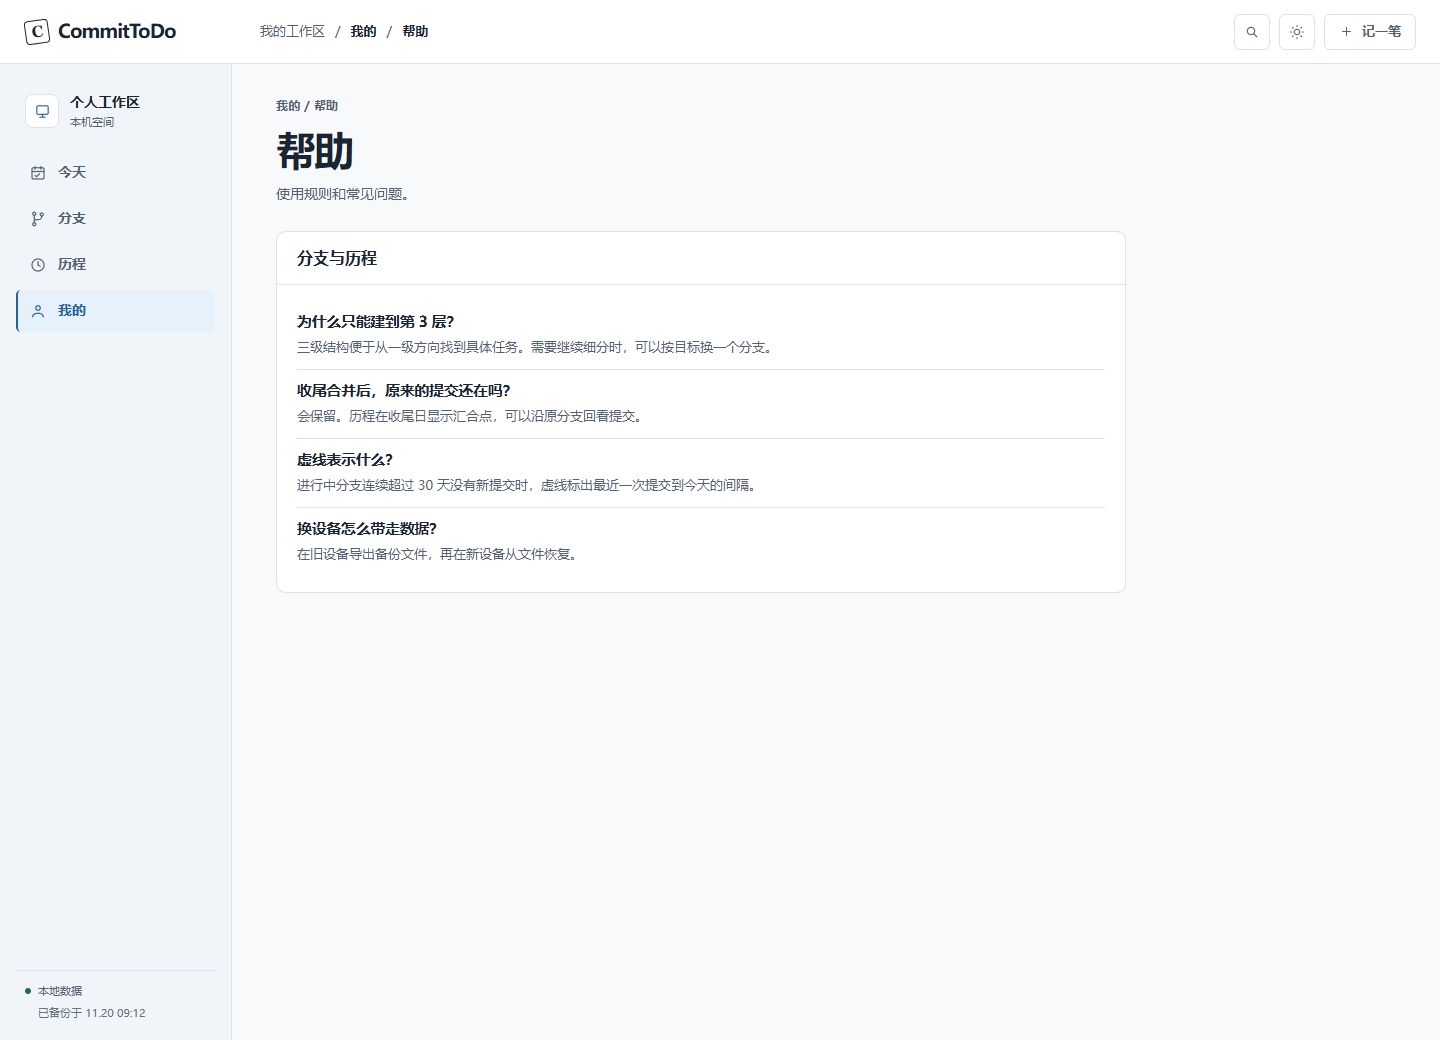 C CommitToDo
我的工作区 / 我的 / 帮助
记一笔
个人工作区
本机空间
今天
分支
历程
我的
本地数据
已备份于 11.20 09:12
我的 / 帮助
帮助
使用规则和常见问题。
分支与历程
为什么只能建到第 3 层?
三级结构便于从一级方向找到具体任务。需要继续细分时，可以按目标换一个分支。
收尾合并后，原来的提交还在吗?
会保留。历程在收尾日显示汇合点，可以沿原分支回看提交。
虚线表示什么?
进行中分支连续超过 30 天没有新提交时，虚线标出最近一次提交到今天的间隔。
换设备怎么带走数据?
在旧设备导出备份文件，再在新设备从文件恢复。